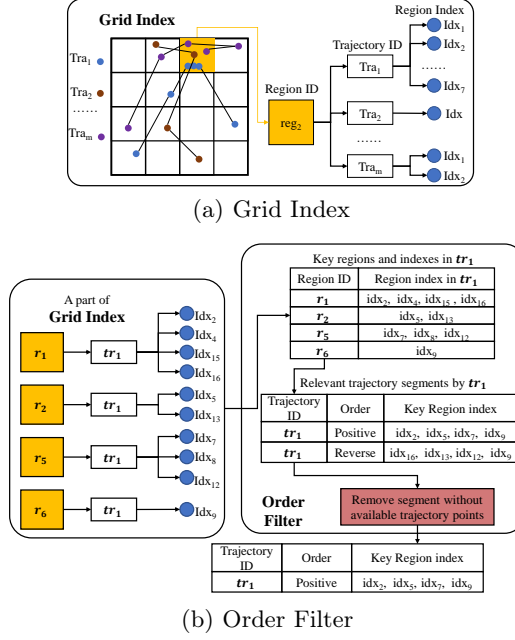 Grid Index
Region Index
Tra1
Tra2
......
Tram
Region ID
reg2
Trajectory ID
Tra1
Tra2
......
Tram
Idx1
Idx2
......
Idx7
Idx
Idx1
Idx2
(a) Grid Index
A part of
Grid Index
r1
tr1
Idx2
Idx4
Idx15
Idx16
r2
tr1
Idx5
Idx13
r5
tr1
Idx7
Idx8
Idx12
r6
tr1
Idx9
Key regions and indexes in tr1
Region ID Region index in tr1
r1 idx2, idx4, idx15 , idx16
r2 idx5, idx13
r5 idx7, idx8, idx12
r6 idx9
Relevant trajectory segments by tr1
Trajectory ID Order Key Region index
tr1 Positive idx2, idx5, idx7, idx9
tr1 Reverse idx16, idx13, idx12, idx9
Order
Filter
Remove segment without
available trajectory points
Trajectory ID Order Key Region index
tr1 Positive idx2, idx5, idx7, idx9
(b) Order Filter